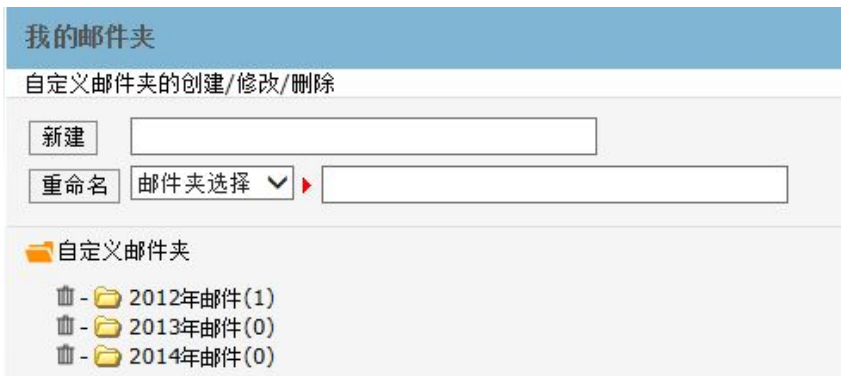 我的邮件夹
自定义邮件夹的创建/修改/删除
新建
重命名 邮件夹选择
自定义邮件夹
- 2012年邮件(1)
- 2013年邮件(0)
- 2014年邮件(0)